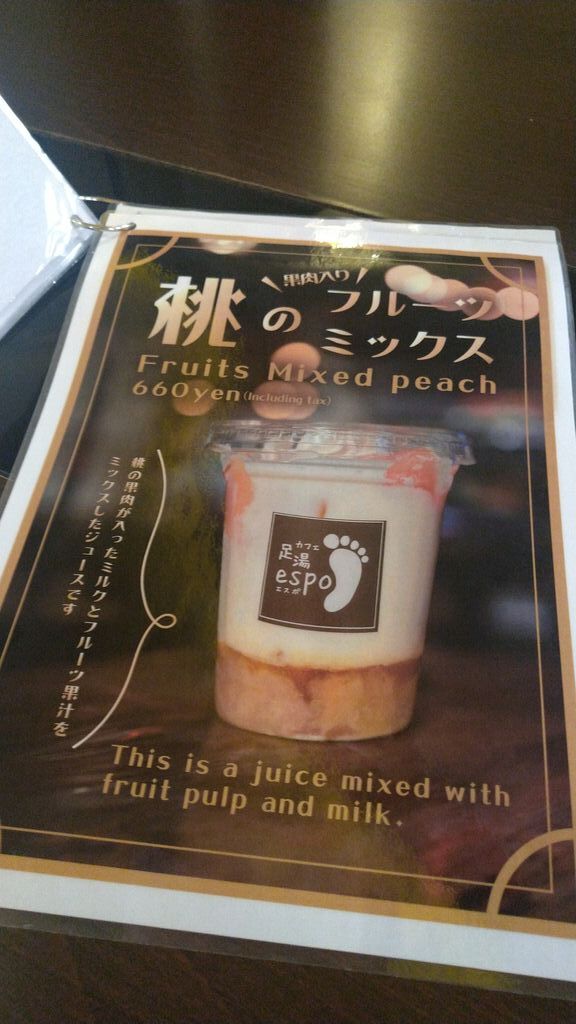 ＼果肉入り／
桃のフルーツ
ミックス
Fruits Mixed peach
660yen(Including tax)
桃の果肉が入ったミルクとフルーツ果汁を
ミックスしたジュースです
カフェ
足湯
espo
エスポ
This is a juice mixed with
fruit pulp and milk.